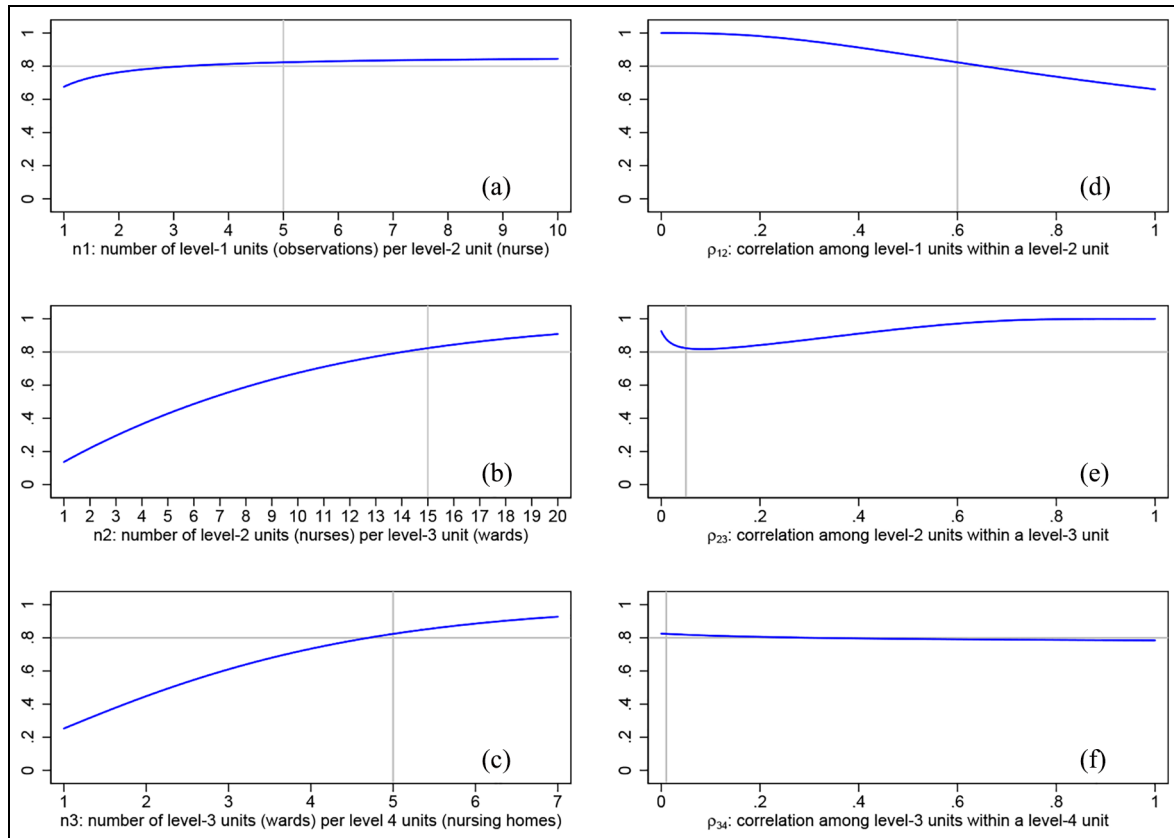 0 .2 .4 .6 .8 1
(a)
1 2 3 4 5 6 7 8 9 10
n1: number of level-1 units (observations) per level-2 unit (nurse)
0 .2 .4 .6 .8 1
(d)
0 .2 .4 .6 .8 1
ρ12: correlation among level-1 units within a level-2 unit
0 .2 .4 .6 .8 1
(b)
1 2 3 4 5 6 7 8 9 10 11 12 13 14 15 16 17 18 19 20
n2: number of level-2 units (nurses) per level-3 unit (wards)
0 .2 .4 .6 .8 1
(e)
0 .2 .4 .6 .8 1
ρ23: correlation among level-2 units within a level-3 unit
0 .2 .4 .6 .8 1
(c)
1 2 3 4 5 6 7
n3: number of level-3 units (wards) per level 4 units (nursing homes)
0 .2 .4 .6 .8 1
(f)
0 .2 .4 .6 .8 1
ρ34: correlation among level-3 units within a level-4 unit